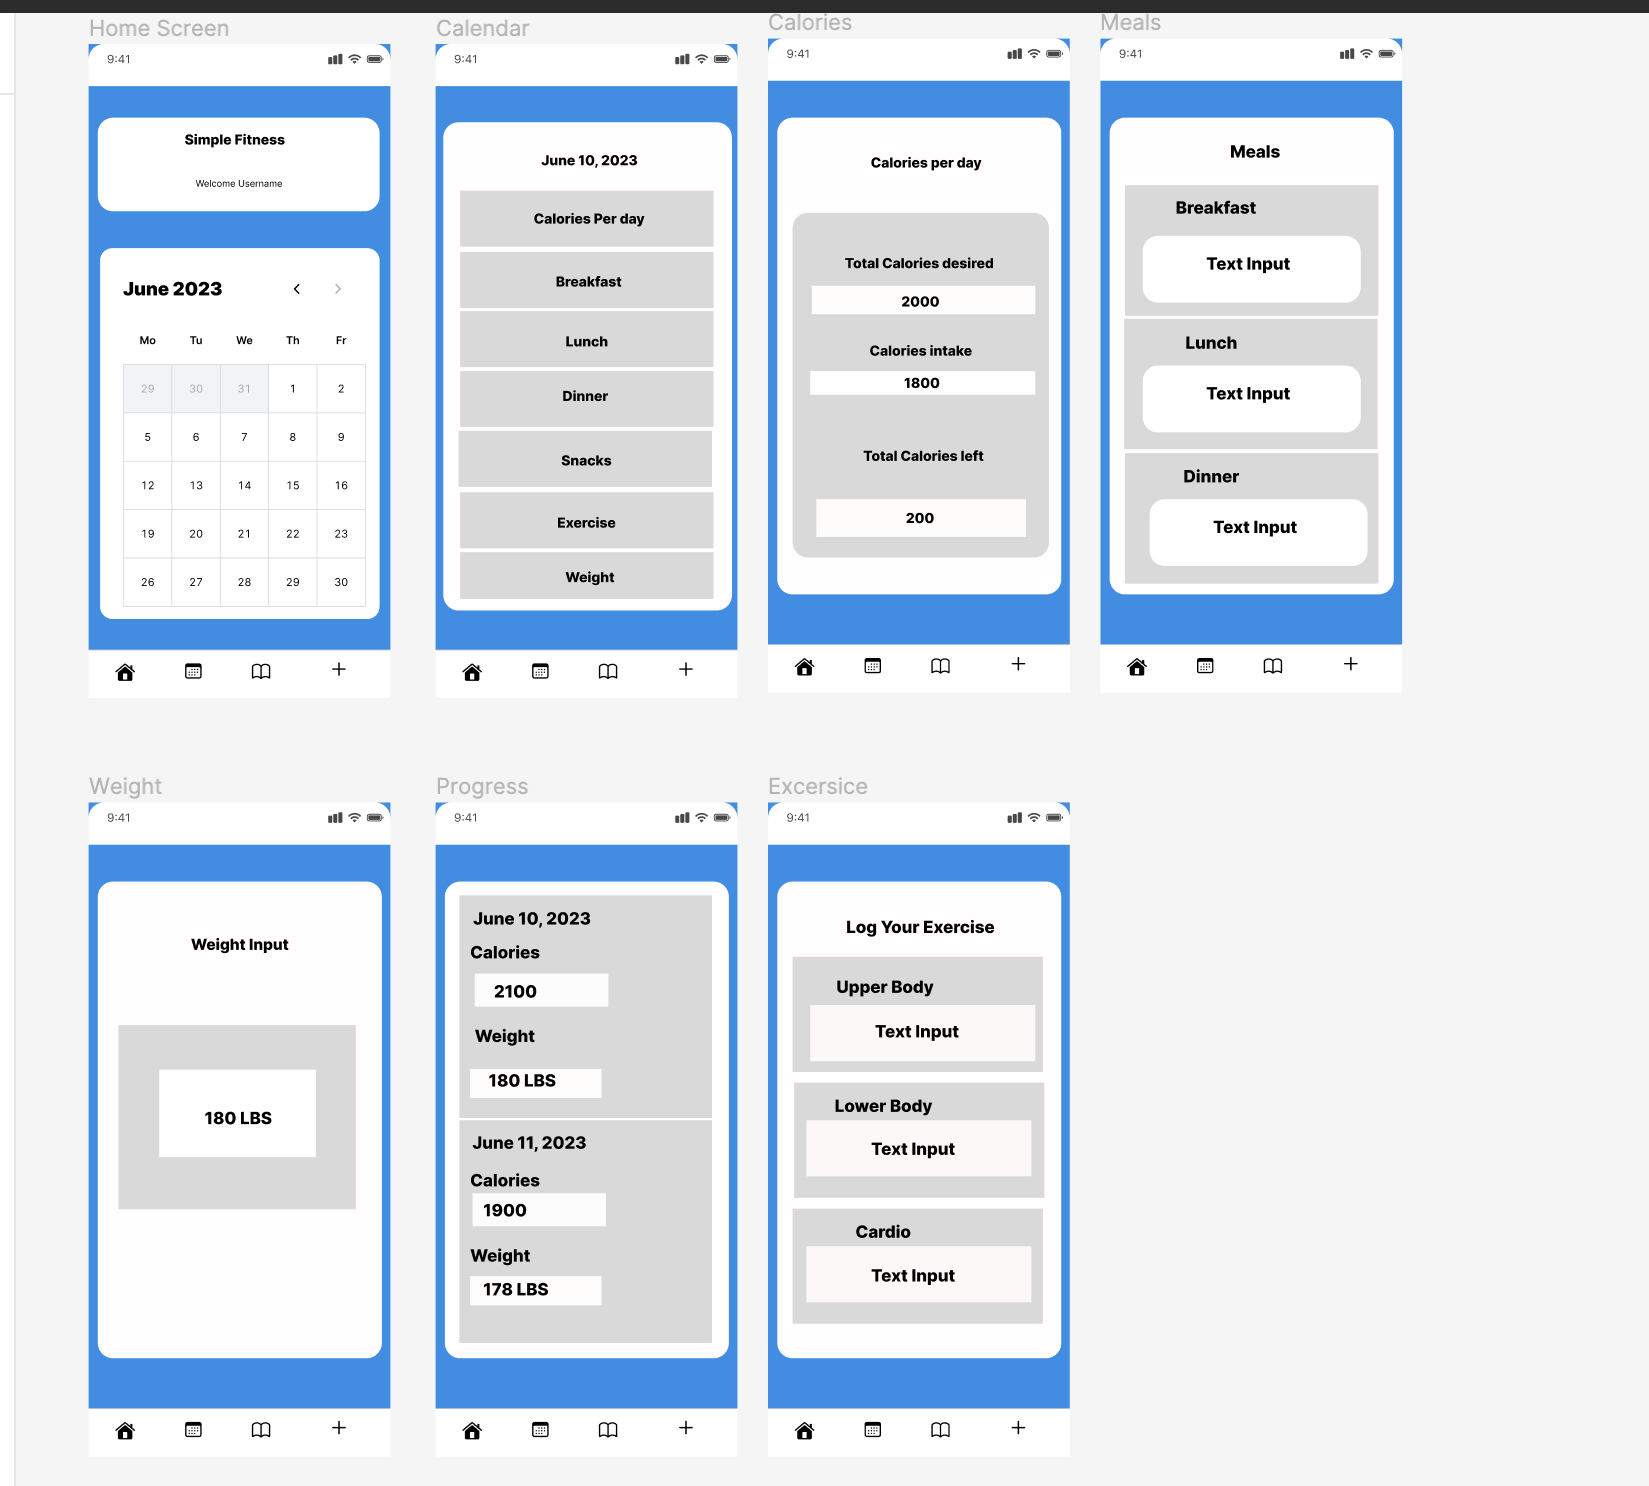 Home Screen
9:41
Simple Fitness
Welcome Username
June 2023
Mo Tu We Th Fr
29 30 31 1 2
5 6 7 8 9
12 13 14 15 16
19 20 21 22 23
26 27 28 29 30
Calendar
9:41
June 10, 2023
Calories Per day
Breakfast
Lunch
Dinner
Snacks
Exercise
Weight
Calories
9:41
Calories per day
Total Calories desired
2000
Calories intake
1800
Total Calories left
200
Meals
9:41
Meals
Breakfast
Text Input
Lunch
Text Input
Dinner
Text Input
Weight
9:41
Weight Input
180 LBS
Progress
9:41
June 10, 2023
Calories
2100
Weight
180 LBS
June 11, 2023
Calories
1900
Weight
178 LBS
Excersice
9:41
Log Your Exercise
Upper Body
Text Input
Lower Body
Text Input
Cardio
Text Input